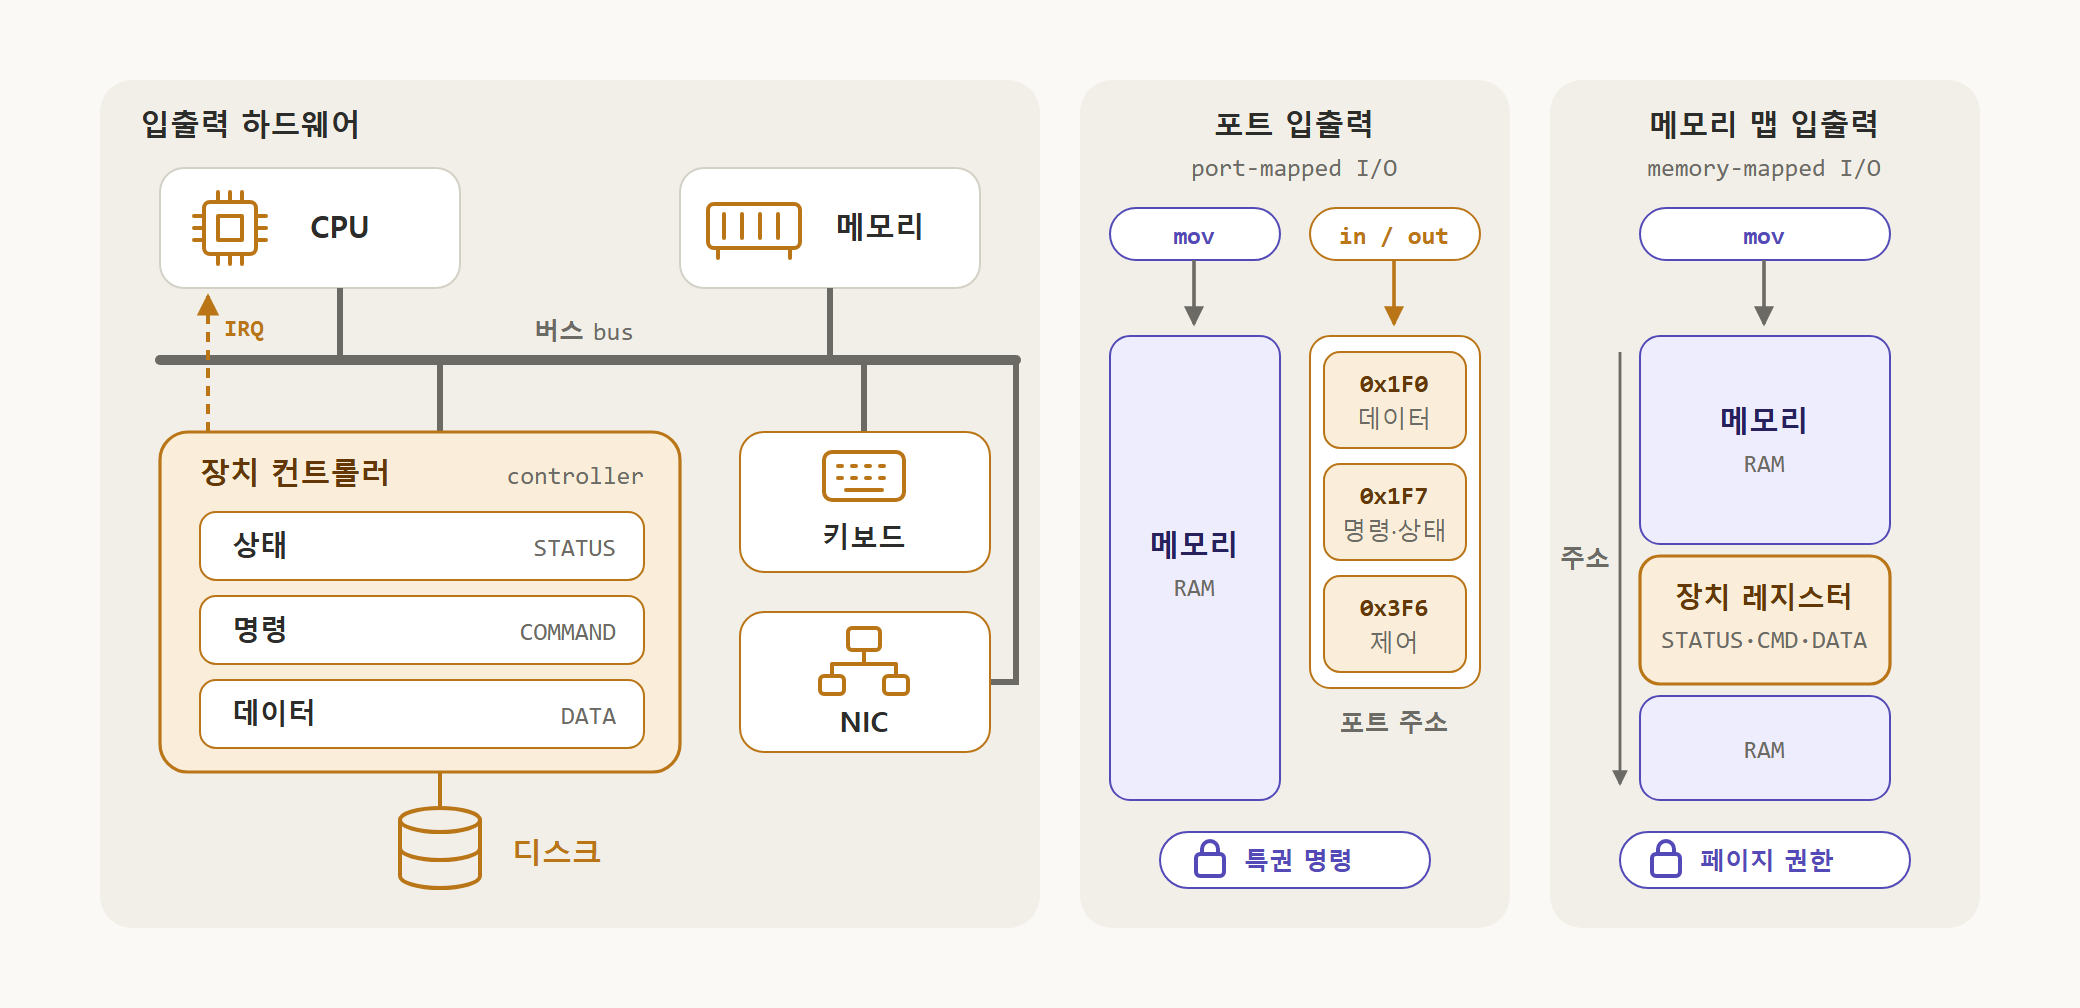 입출력 하드웨어
CPU
메모리
IRQ
버스 bus
장치 컨트롤러 controller
상태 STATUS
명령 COMMAND
데이터 DATA
디스크
키보드
NIC
포트 입출력
port-mapped I/O
mov
in / out
메모리
RAM
0x1F0
데이터
0x1F7
명령·상태
0x3F6
제어
포트 주소
특권 명령
메모리 맵 입출력
memory-mapped I/O
mov
주소
메모리
RAM
장치 레지스터
STATUS·CMD·DATA
RAM
페이지 권한